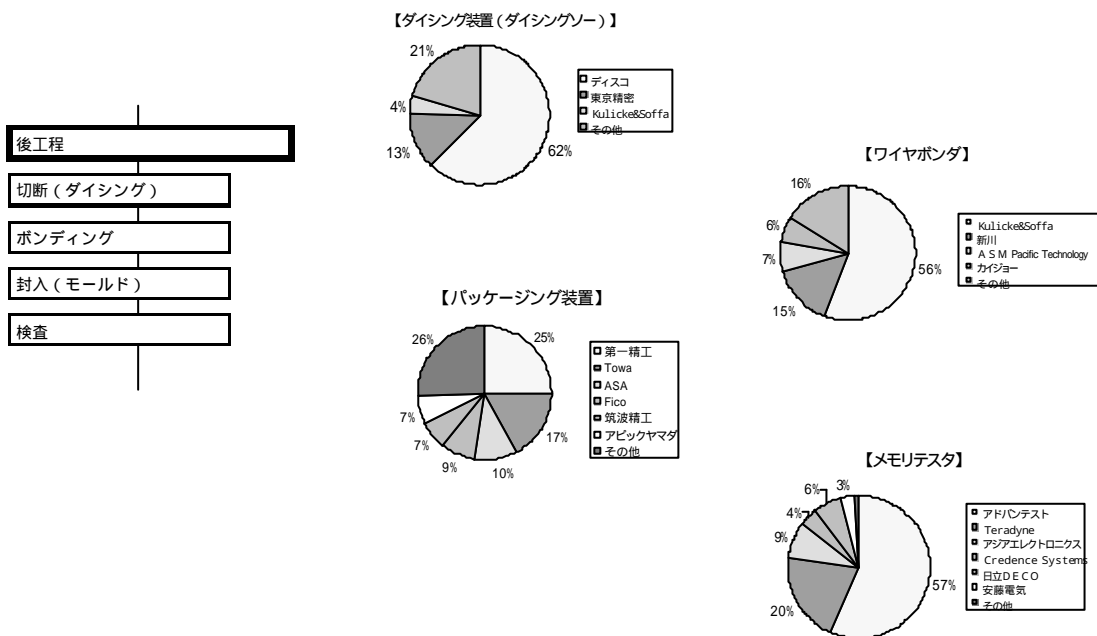 【ダイシング装置(ダイシングソー)】
21%
4%
13%
62%
ディスコ
東京精密
Kulicke&Soffa
その他
後工程
切断(ダイシング)
ボンディング
封入(モールド)
検査
【ワイヤボンダ】
16%
6%
7%
15%
56%
Kulicke&Soffa
新川
ASM Pacific Technology
カイジョー
その他
【パッケージング装置】
26%
25%
7%
7%
9%
10%
17%
第一精工
Towa
ASA
Fico
筑波精工
アピックヤマダ
その他
【メモリテスタ】
6%
3%
4%
9%
20%
57%
アドバンテスト
Teradyne
アジアエレクトロニクス
Credence Systems
日立DECO
安藤電気
その他